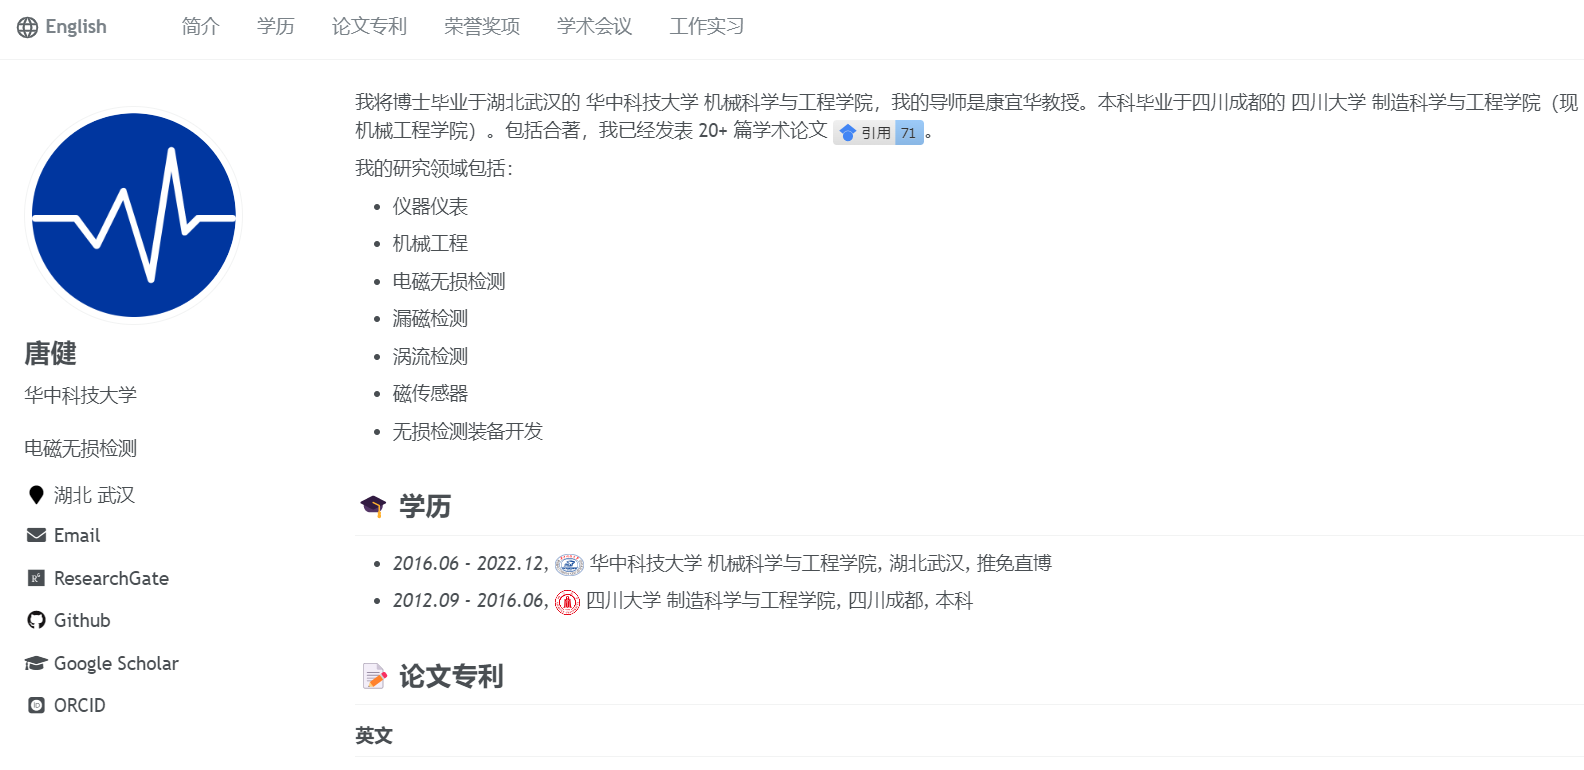 English 简介 学历 论文专利 荣誉奖项 学术会议 工作实习
唐健
华中科技大学
电磁无损检测
湖北 武汉
Email
ResearchGate
Github
Google Scholar
ORCID
我将博士毕业于湖北武汉的 华中科技大学 机械科学与工程学院，我的导师是康宜华教授。本科毕业于四川成都的 四川大学 制造科学与工程学院（现
机械工程学院）。包括合著，我已经发表 20+ 篇学术论文 引用 71 。
我的研究领域包括：
• 仪器仪表
• 机械工程
• 电磁无损检测
• 漏磁检测
• 涡流检测
• 磁传感器
• 无损检测装备开发
学历
• 2016.06 - 2022.12, 华中科技大学 机械科学与工程学院, 湖北武汉, 推免直博
• 2012.09 - 2016.06, 四川大学 制造科学与工程学院, 四川成都, 本科
论文专利
英文